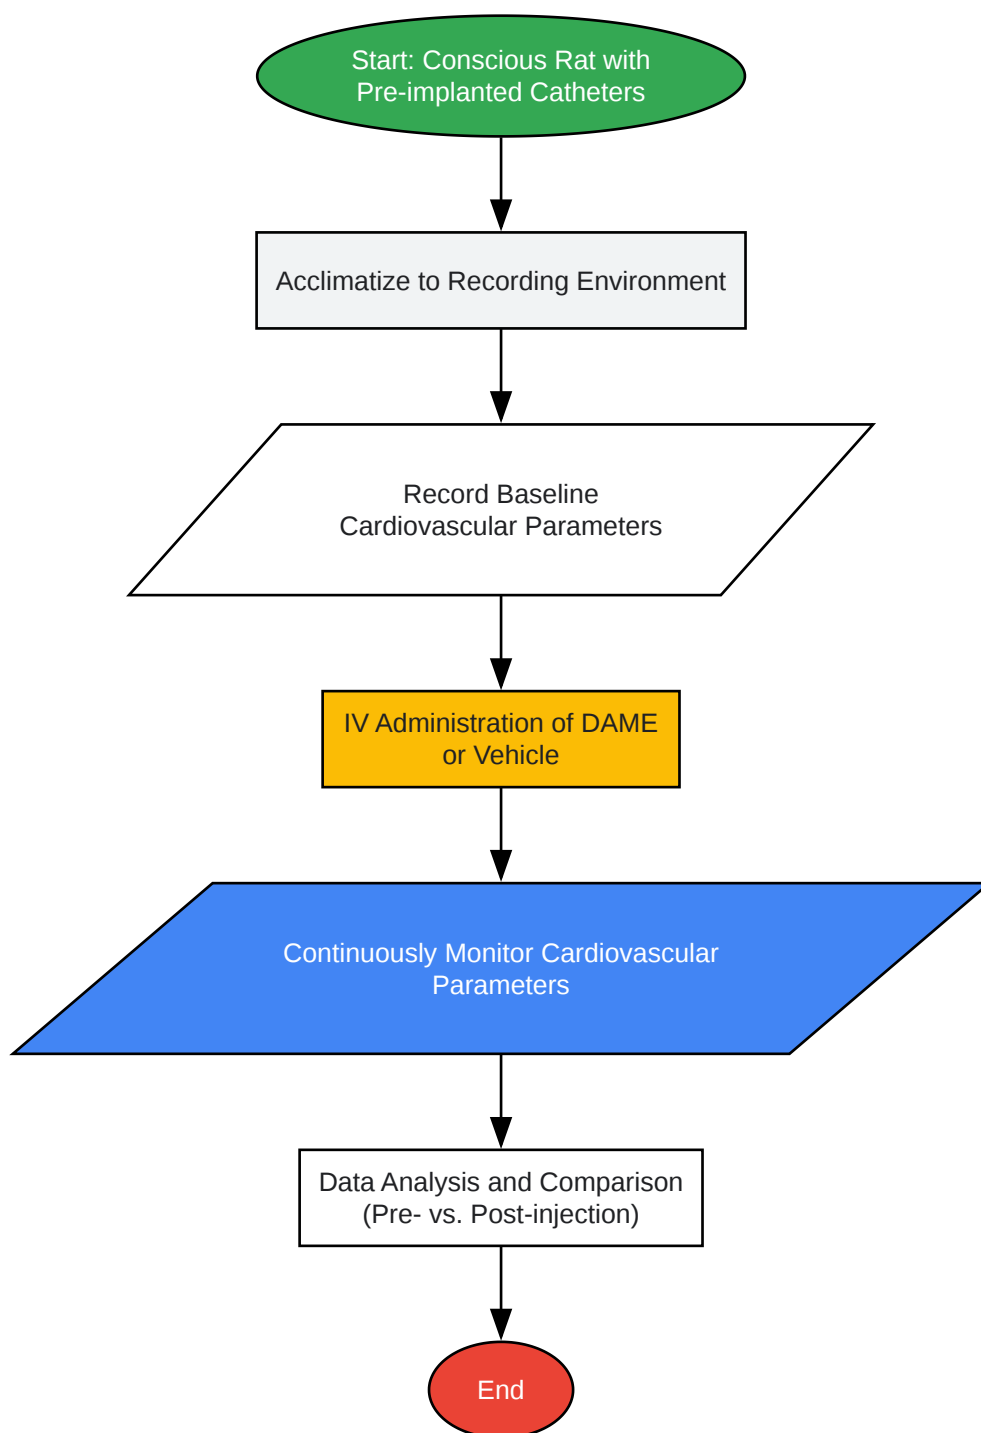 Start: Conscious Rat with
Pre-implanted Catheters
Acclimatize to Recording Environment
Record Baseline
Cardiovascular Parameters
IV Administration of DAME
or Vehicle
Continuously Monitor Cardiovascular
Parameters
Data Analysis and Comparison
(Pre- vs. Post-injection)
End